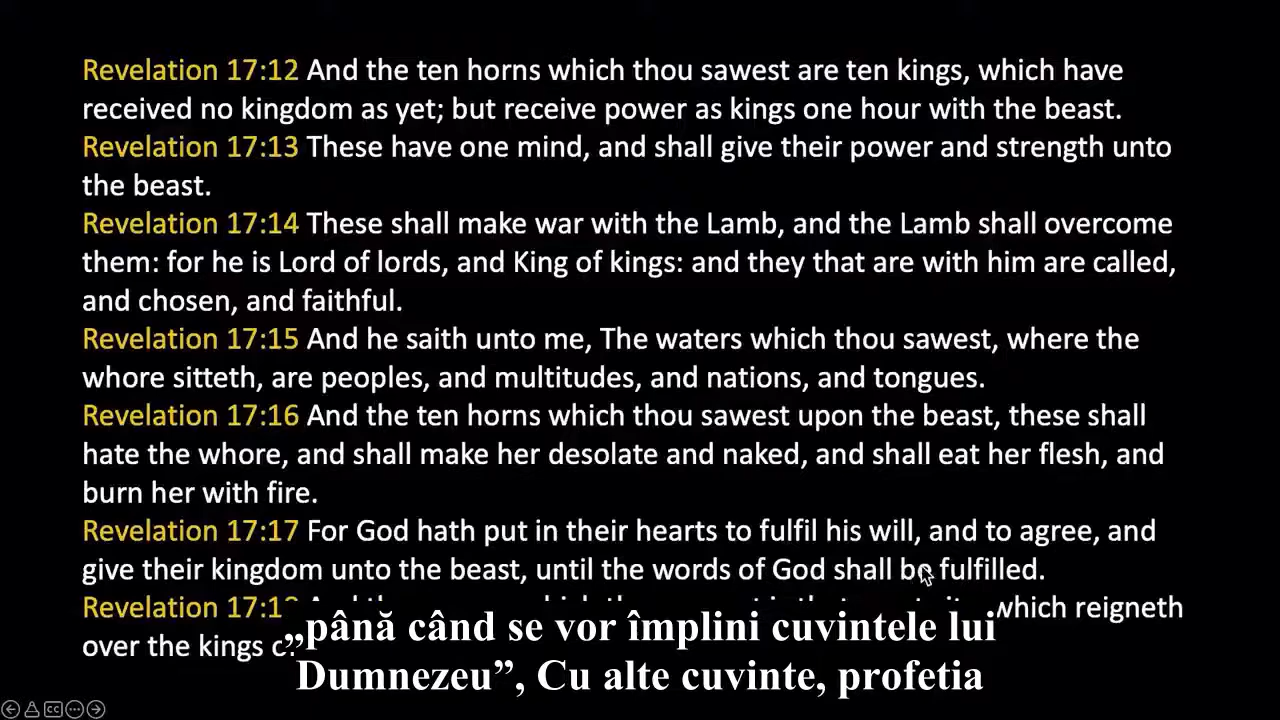 Revelation 17:12 And the ten horns which thou sawest are ten kings, which have
received no kingdom as yet; but receive power as kings one hour with the beast.
Revelation 17:13 These have one mind, and shall give their power and strength unto
the beast.
Revelation 17:14 These shall make war with the Lamb, and the Lamb shall overcome
them: for he is Lord of lords, and King of kings: and they that are with him are called,
and chosen, and faithful.
Revelation 17:15 And he saith unto me, The waters which thou sawest, where the
whore sitteth, are peoples, and multitudes, and nations, and tongues.
Revelation 17:16 And the ten horns which thou sawest upon the beast, these shall
hate the whore, and shall make her desolate and naked, and shall eat her flesh, and
burn her with fire.
Revelation 17:17 For God hath put in their hearts to fulfil his will, and to agree, and
give their kingdom unto the beast, until the words of God shall be fulfilled.
Revelation which reigneth
over the kings
„până când se vor împlini cuvintele lui
Dumnezeu”, Cu alte cuvinte, profetia